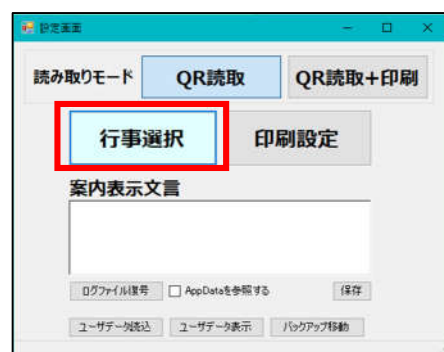 設定画面
読み取りモード QR読取 QR読取+印刷
行事選択 印刷設定
案内表示文言
ログファイル復号 AppDataを参照する 保存
ユーザデータ読込 ユーザデータ表示 バックアップ移動